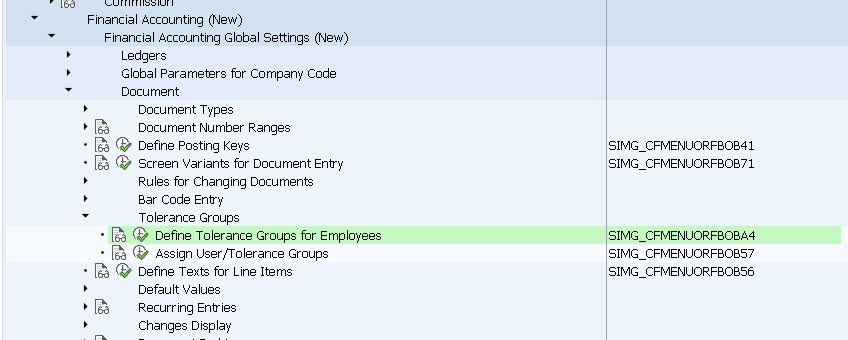 Commission
Financial Accounting (New)
Financial Accounting Global Settings (New)
Ledgers
Global Parameters for Company Code
Document
Document Types
Document Number Ranges
Define Posting Keys SIMG_CFMENUORFBOB41
Screen Variants for Document Entry SIMG_CFMENUORFBOB71
Rules for Changing Documents
Bar Code Entry
Tolerance Groups
Define Tolerance Groups for Employees SIMG_CFMENUORFBOBA4
Assign User/Tolerance Groups SIMG_CFMENUORFBOB57
Define Texts for Line Items SIMG_CFMENUORFBOB56
Default Values
Recurring Entries
Changes Display